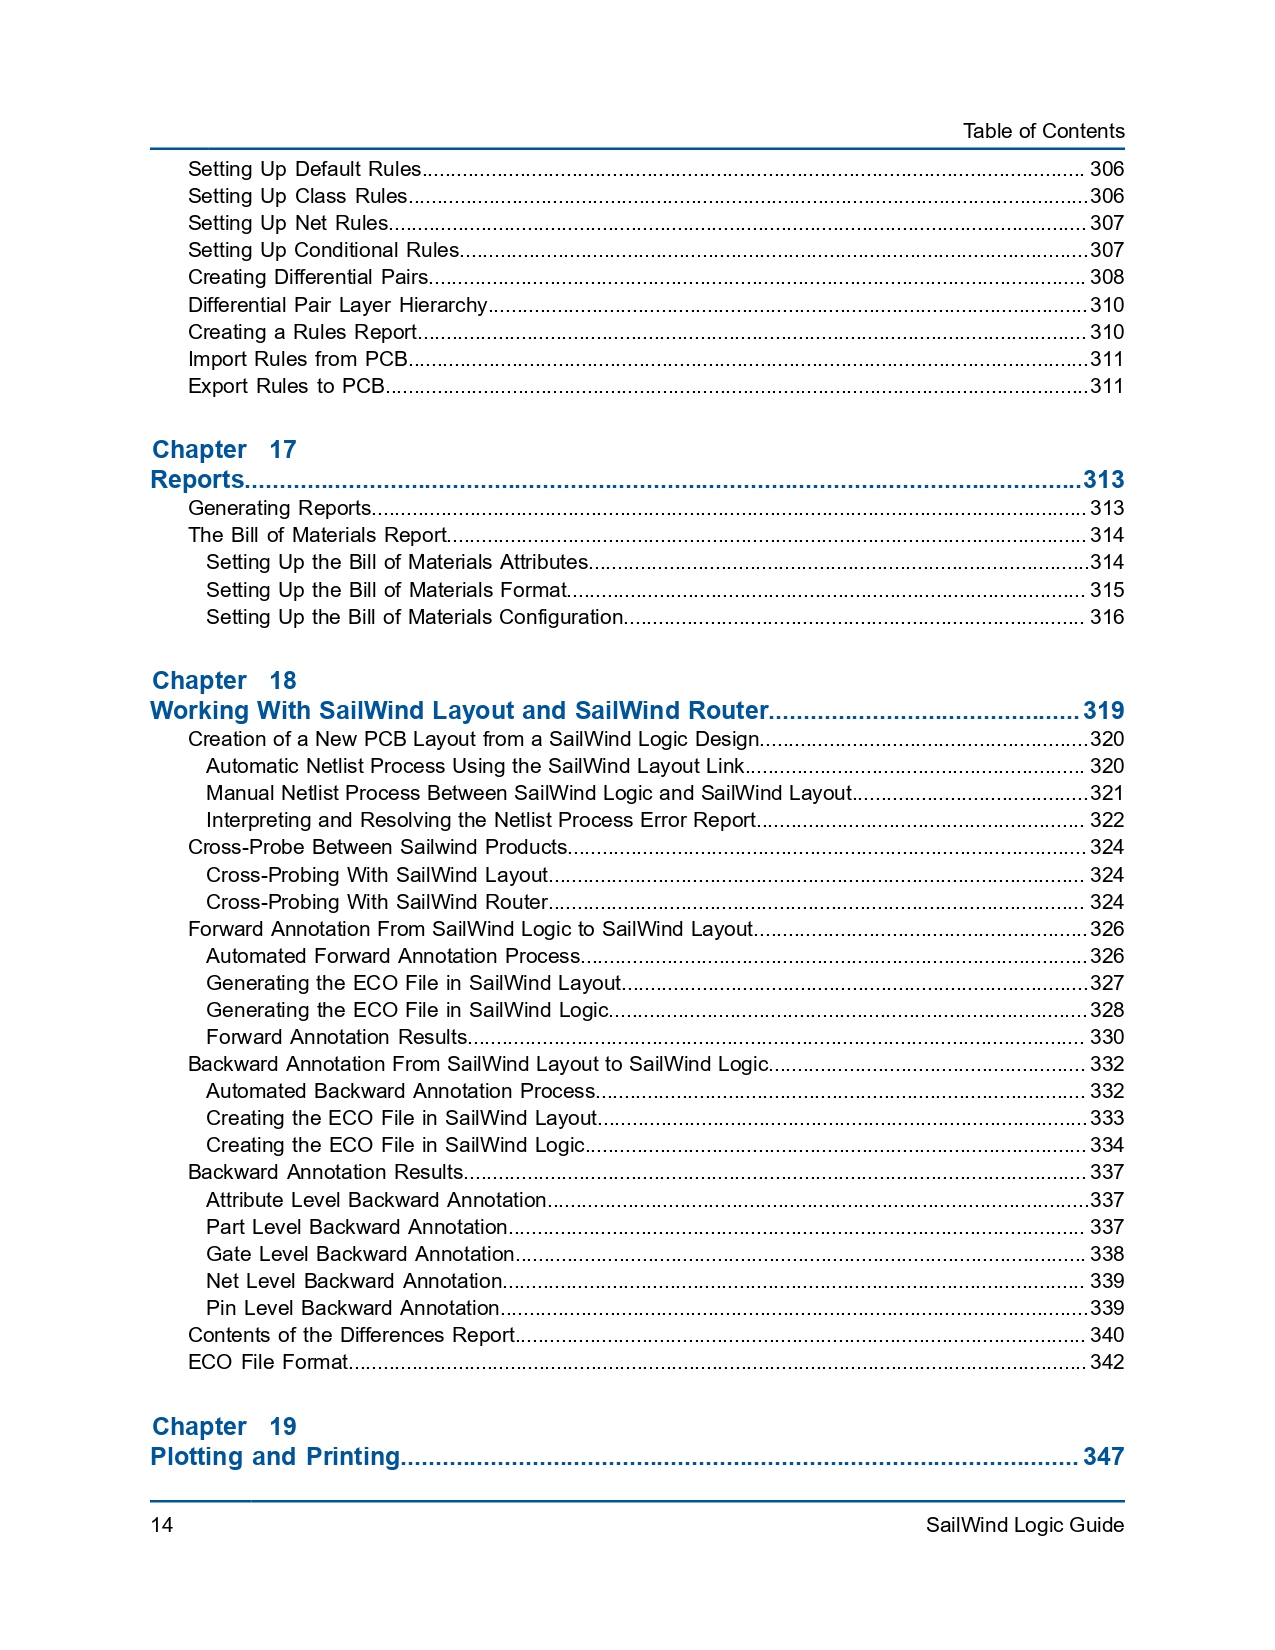 Table of Contents
Setting Up Default Rules................................................................................................................... 306
Setting Up Class Rules......................................................................................................................306
Setting Up Net Rules......................................................................................................................... 307
Setting Up Conditional Rules.............................................................................................................307
Creating Differential Pairs.................................................................................................................. 308
Differential Pair Layer Hierarchy........................................................................................................310
Creating a Rules Report.................................................................................................................... 310
Import Rules from PCB......................................................................................................................311
Export Rules to PCB..........................................................................................................................311
Chapter 17
Reports.........................................................................................................................313
Generating Reports............................................................................................................................ 313
The Bill of Materials Report............................................................................................................... 314
Setting Up the Bill of Materials Attributes.......................................................................................314
Setting Up the Bill of Materials Format.......................................................................................... 315
Setting Up the Bill of Materials Configuration................................................................................ 316
Chapter 18
Working With SailWind Layout and SailWind Router............................................. 319
Creation of a New PCB Layout from a SailWind Logic Design.........................................................320
Automatic Netlist Process Using the SailWind Layout Link........................................................... 320
Manual Netlist Process Between SailWind Logic and SailWind Layout.........................................321
Interpreting and Resolving the Netlist Process Error Report......................................................... 322
Cross-Probe Between Sailwind Products.......................................................................................... 324
Cross-Probing With SailWind Layout............................................................................................. 324
Cross-Probing With SailWind Router............................................................................................. 324
Forward Annotation From SailWind Logic to SailWind Layout..........................................................326
Automated Forward Annotation Process........................................................................................326
Generating the ECO File in SailWind Layout.................................................................................327
Generating the ECO File in SailWind Logic...................................................................................328
Forward Annotation Results........................................................................................................... 330
Backward Annotation From SailWind Layout to SailWind Logic....................................................... 332
Automated Backward Annotation Process..................................................................................... 332
Creating the ECO File in SailWind Layout.....................................................................................333
Creating the ECO File in SailWind Logic....................................................................................... 334
Backward Annotation Results............................................................................................................ 337
Attribute Level Backward Annotation..............................................................................................337
Part Level Backward Annotation.................................................................................................... 337
Gate Level Backward Annotation................................................................................................... 338
Net Level Backward Annotation..................................................................................................... 339
Pin Level Backward Annotation......................................................................................................339
Contents of the Differences Report................................................................................................... 340
ECO File Format................................................................................................................................ 342
Chapter 19
Plotting and Printing.................................................................................................. 347
14
SailWind Logic Guide